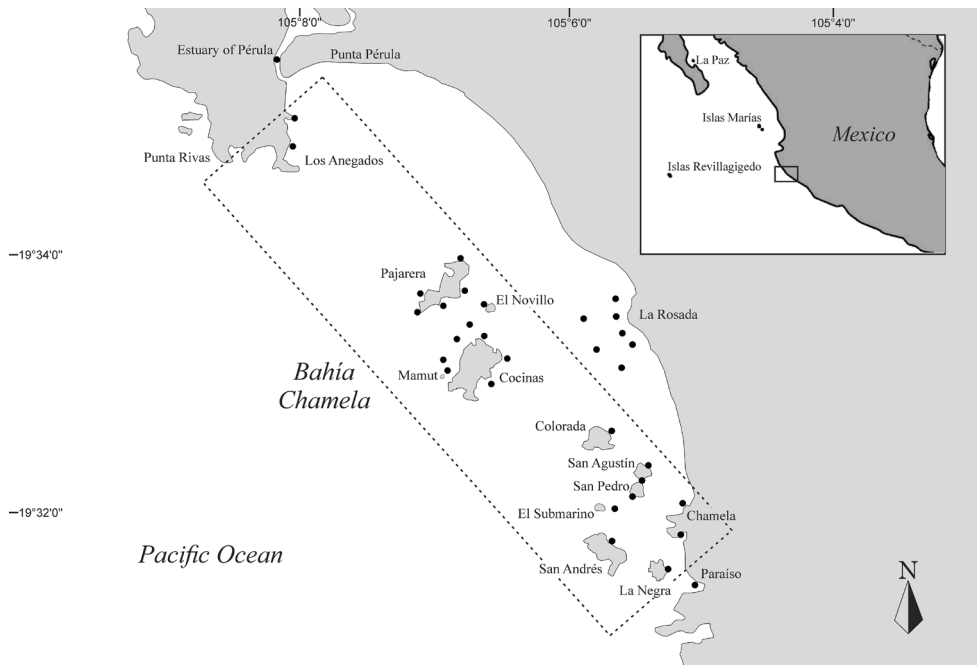 105°8'0"
105°6'0"
105°4'0"
Estuary of Pérula
Punta Pérula
La Paz
Islas Marías
Mexico
Punta Rivas
Los Anegados
Islas Revillagigedo
19°34'0"
Pajarera
El Novillo
La Rosada
Bahía
Chamela
Mamut
Cocinas
Colorada
San Agustín
San Pedro
19°32'0"
El Submarino
Chamela
Pacific Ocean
San Andrés
La Negra
Paraíso
N